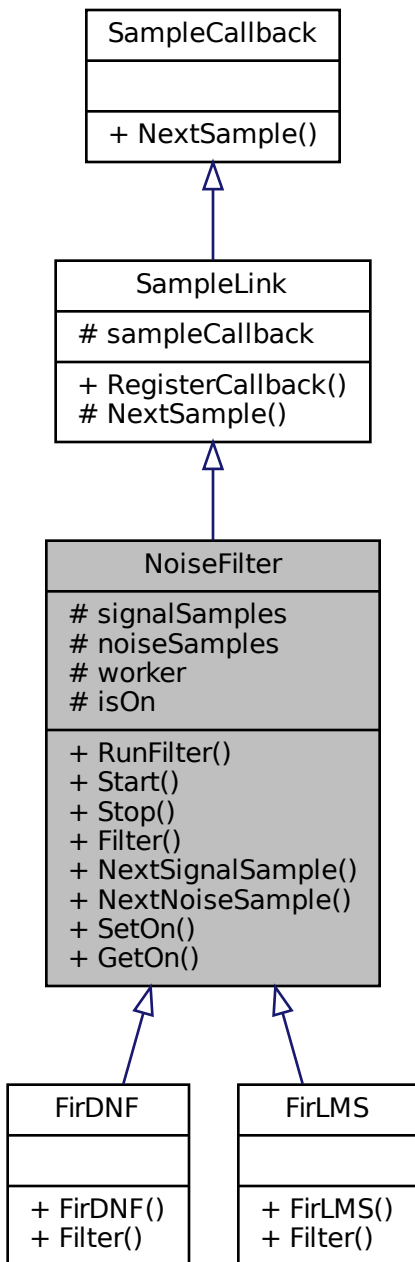 SampleCallback
+ NextSample()
SampleLink
# sampleCallback
+ RegisterCallback()
# NextSample()
NoiseFilter
# signalSamples
# noiseSamples
# worker
# isOn
+ RunFilter()
+ Start()
+ Stop()
+ Filter()
+ NextSignalSample()
+ NextNoiseSample()
+ SetOn()
+ GetOn()
FirDNF
+ FirDNF()
+ Filter()
FirLMS
+ FirLMS()
+ Filter()